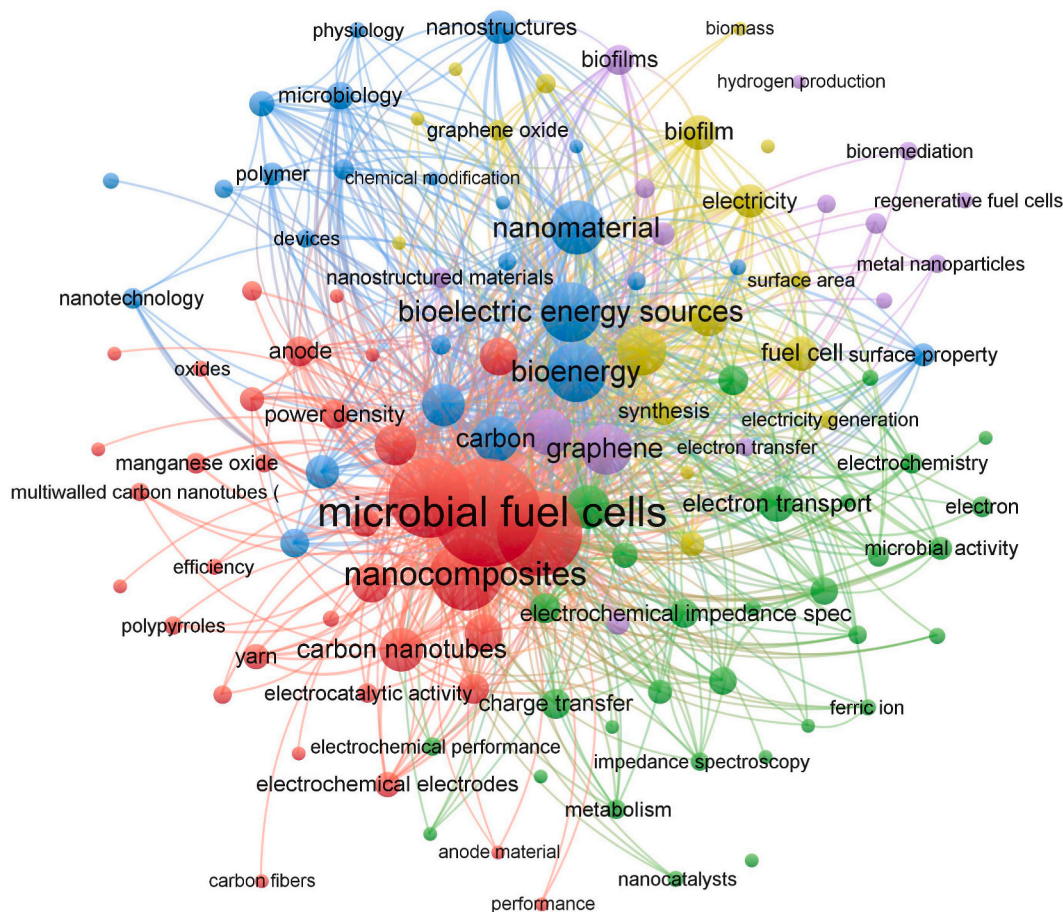 nanostructures
biomass
physiology
biofilms
hydrogen production
microbiology
graphene oxide
biofilm
bioremediation
polymer
chemical modification
electricity
regenerative fuel cells
nanomaterial
devices
metal nanoparticles
nanostructured materials
surface area
nanotechnology
bioelectric energy sources
anode
fuel cell
surface property
oxides
bioenergy
power density
synthesis
electricity generation
carbon
graphene
electron transfer
manganese oxide
electrochemistry
multiwalled carbon nanotubes (
electron transport
electron
microbial fuel cells
microbial activity
efficiency
nanocomposites
electrochemical impedance spec
polypyrroles
yarn
carbon nanotubes
electrocatalytic activity
charge transfer
ferric ion
electrochemical performance
impedance spectroscopy
electrochemical electrodes
metabolism
anode material
carbon fibers
nanocatalysts
performance